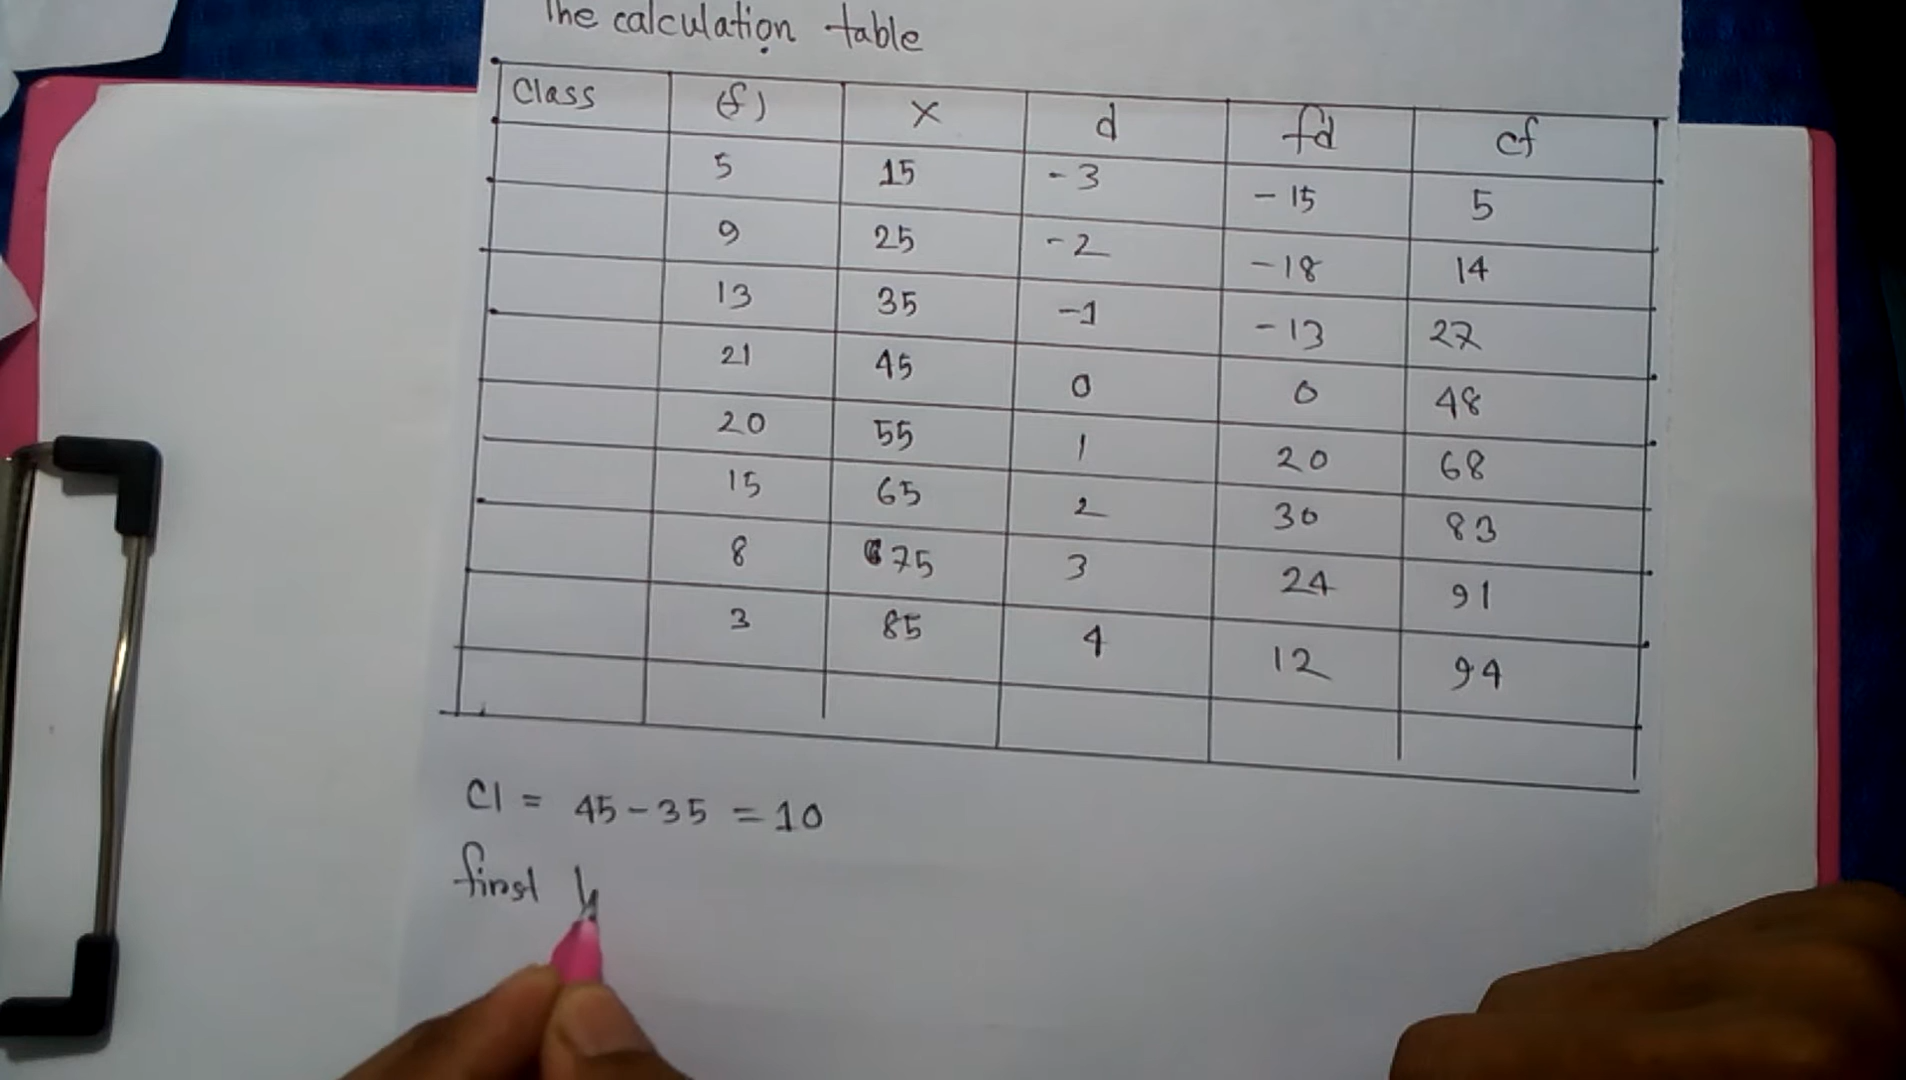 The calculation table
Class (f) x d fd cf
5 15 -3 -15 5
9 25 -2 -18 14
13 35 -1 -13 27
21 45 0 0 48
20 55 1 20 68
15 65 2 30 83
8 75 3 24 91
3 85 4 12 94
CI = 45-35 = 10
first